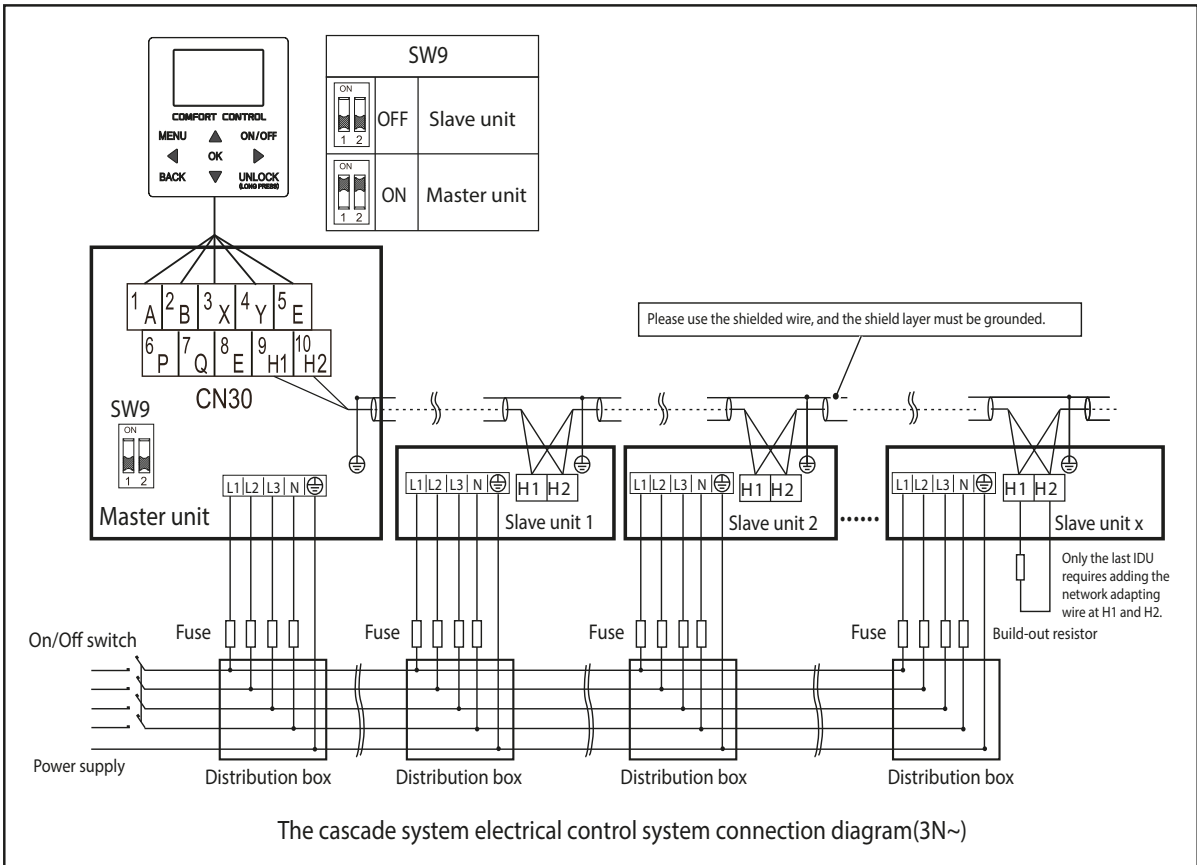 COMFORT CONTROL
MENU ON/OFF
OK
BACK UNLOCK
(LONG PRESS)
SW9
ON
1 2
OFF Slave unit
ON
1 2
ON Master unit
1 A 2 B 3 X 4 Y 5 E
6 P 7 Q 8 E 9 H1 10 H2
CN30
SW9
ON
1 2
L1 L2 L3 N
Master unit
Please use the shielded wire, and the shield layer must be grounded.
L1 L2 L3 N
H1 H2
Slave unit 1
L1 L2 L3 N
H1 H2
Slave unit 2
......
L1 L2 L3 N
H1 H2
Slave unit x
Only the last IDU
requires adding the
network adapting
wire at H1 and H2.
Build-out resistor
On/Off switch
Fuse
Fuse
Fuse
Fuse
Power supply
Distribution box
Distribution box
Distribution box
Distribution box
The cascade system electrical control system connection diagram(3N~)